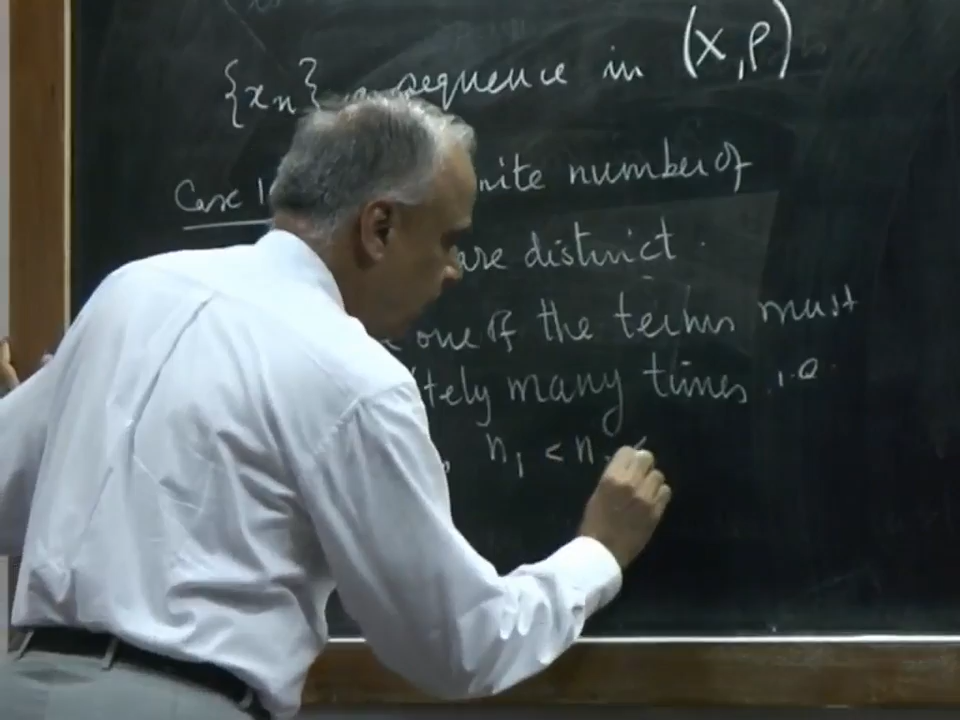 {xn} sequence in (X, ρ)
Case 1 nite number of
are distinct.
one of the terms must
tely many times i.e.
n1 < n <